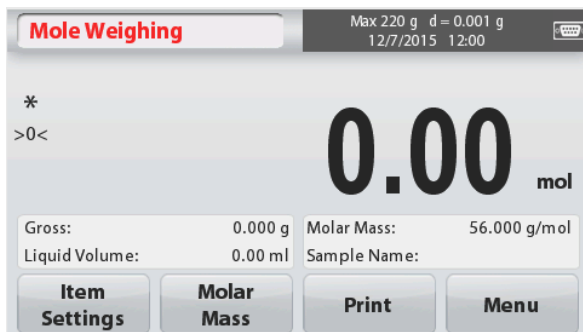 Mole Weighing
Max 220 g d = 0.001 g
12/7/2015 12:00
*
>0<
0.00 mol
Gross: 0.000 g
Liquid Volume: 0.00 ml
Molar Mass: 56.000 g/mol
Sample Name:
Item Settings
Molar Mass
Print
Menu